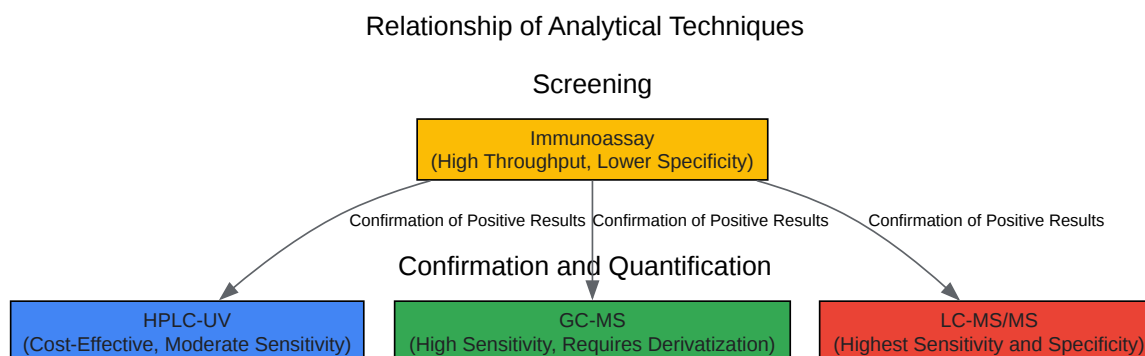 Relationship of Analytical Techniques
Screening
Immunoassay
(High Throughput, Lower Specificity)
Confirmation of Positive Results
Confirmation of Positive Results
Confirmation of Positive Results
Confirmation and Quantification
HPLC-UV
(Cost-Effective, Moderate Sensitivity)
GC-MS
(High Sensitivity, Requires Derivatization)
LC-MS/MS
(Highest Sensitivity and Specificity)